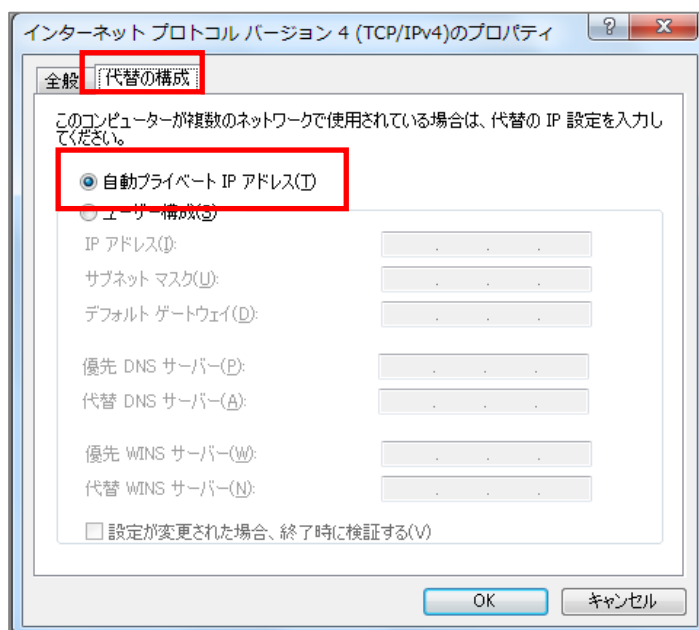 インターネット プロトコル バージョン 4 (TCP/IPv4)のプロパティ
全般
代替の構成
このコンピューターが複数のネットワークで使用されている場合は、代替の IP 設定を入力し
てください。
自動プライベート IP アドレス(T)
ユーザー構成(S)
IP アドレス(I):
サブネット マスク(U):
デフォルト ゲートウェイ(D):
優先 DNS サーバー(P):
代替 DNS サーバー(A):
優先 WINS サーバー(W):
代替 WINS サーバー(N):
設定が変更された場合、終了時に検証する(V)
OK
キャンセル